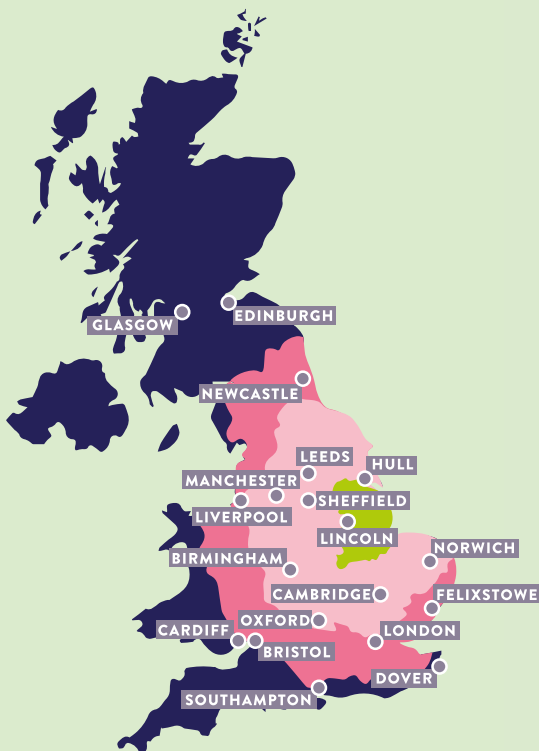 EDINBURGH
GLASGOW
NEWCASTLE
LEEDS
HULL
MANCHESTER
SHEFFIELD
LIVERPOOL
LINCOLN
NORWICH
BIRMINGHAM
CAMBRIDGE
FELIXSTOWE
OXFORD
CARDIFF
LONDON
BRISTOL
DOVER
SOUTHAMPTON